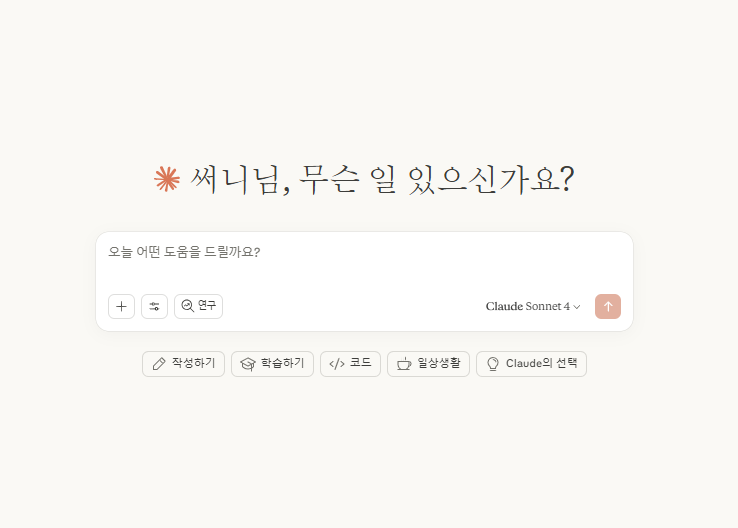 써니님, 무슨 일 있으신가요?
오늘 어떤 도움을 드릴까요?
연구
Claude Sonnet 4
작성하기
학습하기
코드
일상생활
Claude의 선택